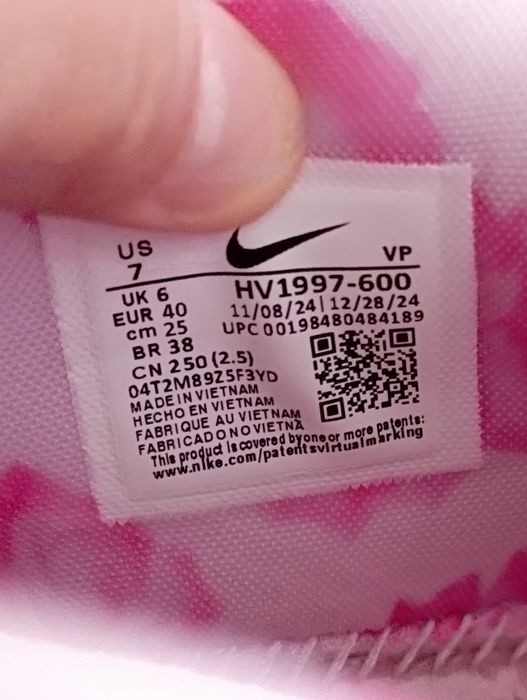 US
7
VP
UK 6
EUR 40
cm 25
BR 38
CN 250 (2.5)
HV1997-600
11/08/24 | 12/28/24
UPC 00198480484189
04T2M89Z5F3YD
MADE IN VIETNAM
HECHO EN VIETNAM
FABRIQUE AU VIETNAM
FABRICADO NO VIETNÃ
This product is covered by one or more patents:
www.nike.com/patentsvirtualmarking